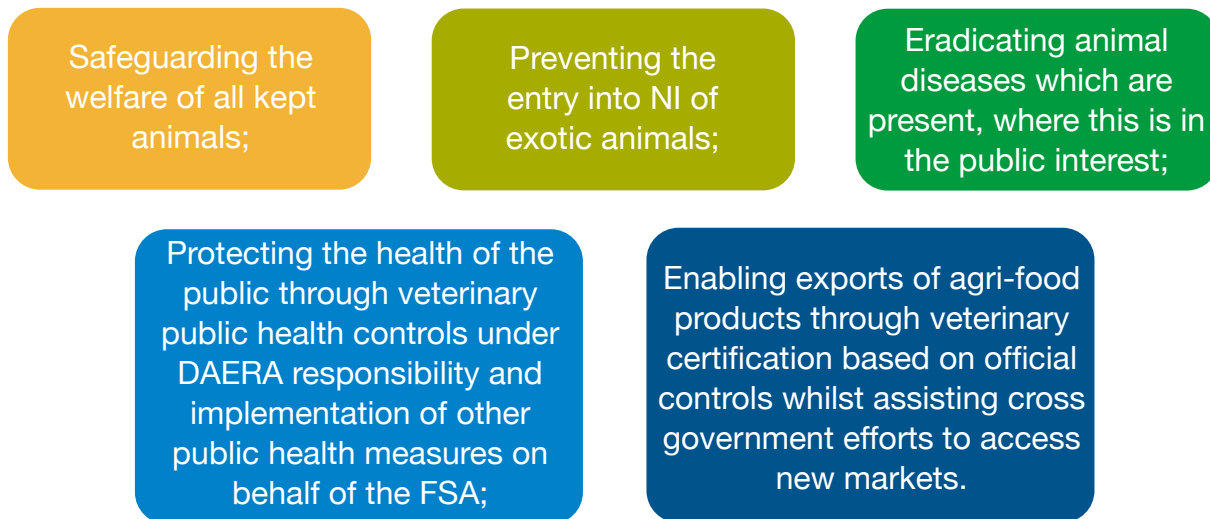 Safeguarding the
welfare of all kept
animals;
Preventing the
entry into NI of
exotic animals;
Eradicating animal
diseases which are
present, where this is in
the public interest;
Protecting the health of the
public through veterinary
public health controls under
DAERA responsibility and
implementation of other
public health measures on
behalf of the FSA;
Enabling exports of agri-food
products through veterinary
certification based on official
controls whilst assisting cross
government efforts to access
new markets.